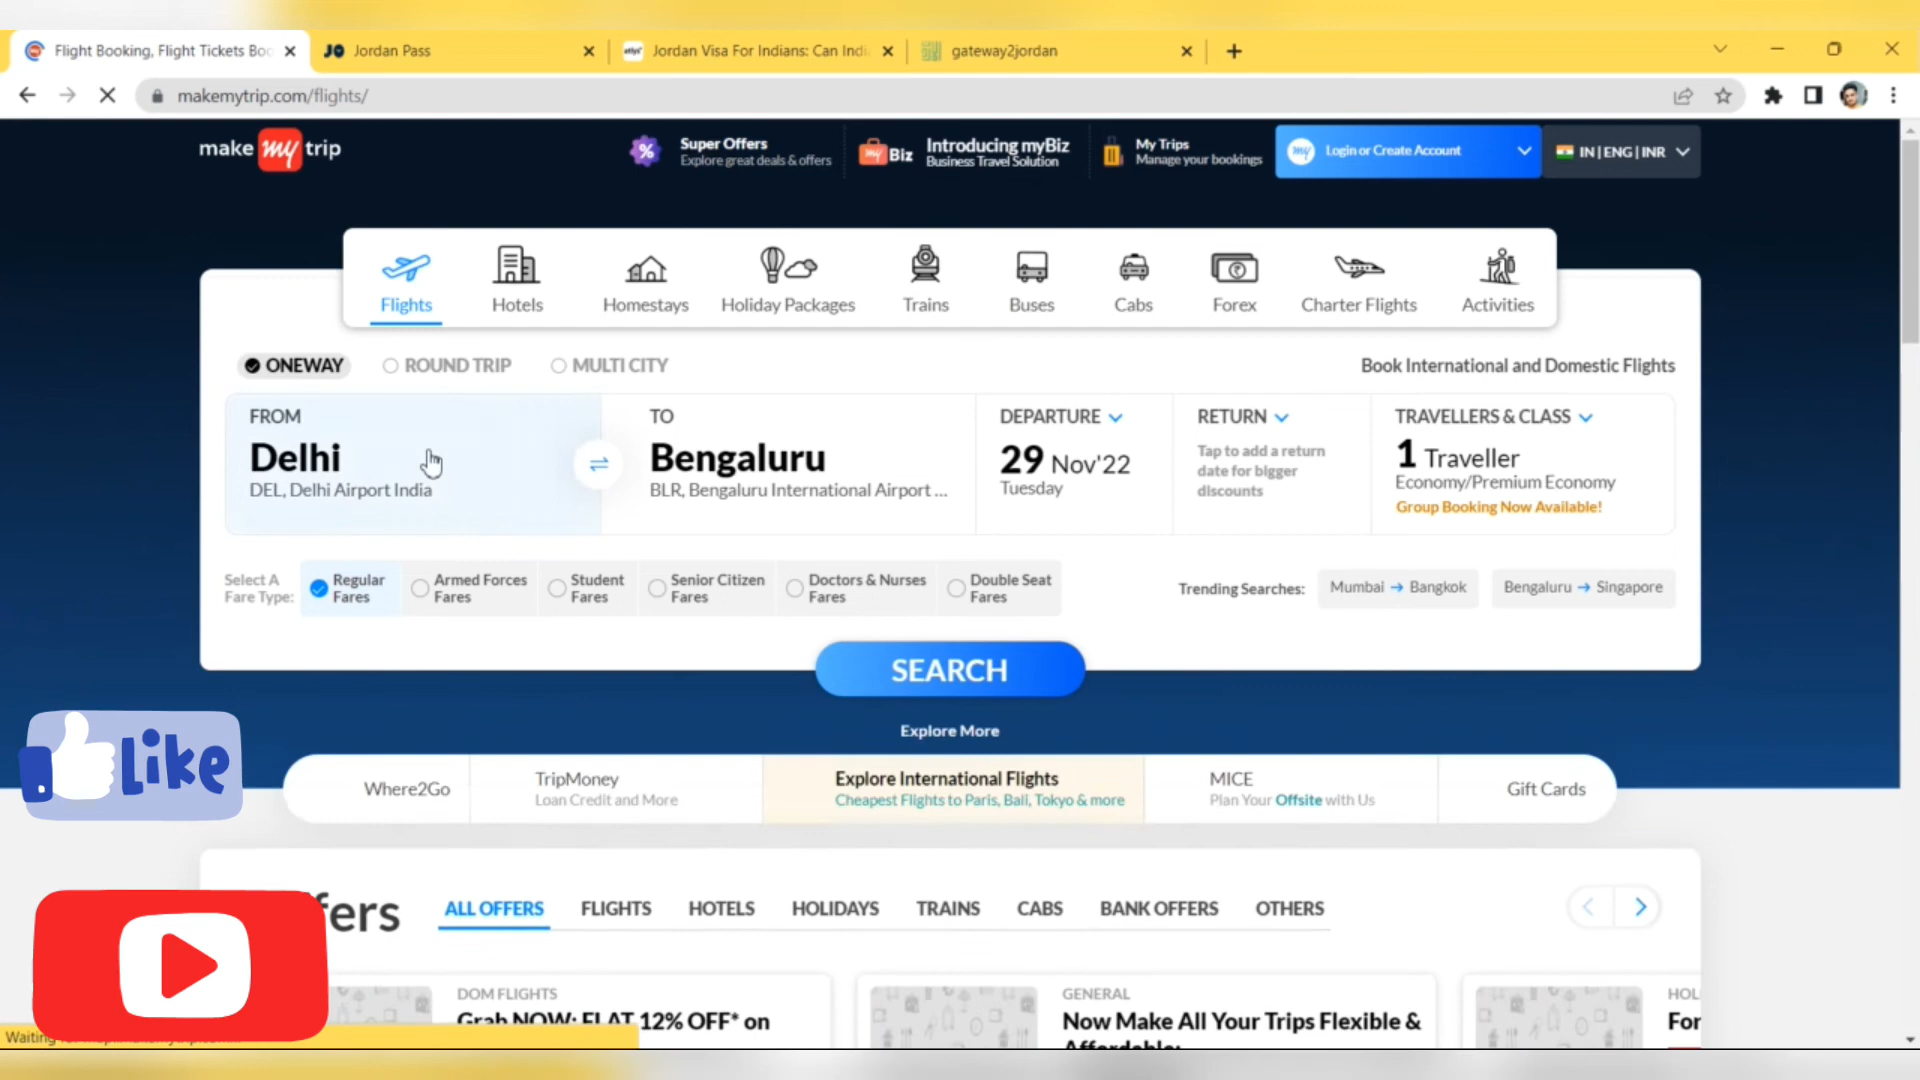 Flight Booking, Flight Tickets Boo
Jordan Pass
Jordan Visa For Indians: Can Indi
gateway2jordan
makemytrip.com/flights/
make my trip
Super Offers
Explore great deals & offers
my Biz
Introducing myBiz
Business Travel Solution
My Trips
Manage your bookings
my
Login or Create Account
IN | ENG | INR
Flights
Hotels
Homestays
Holiday Packages
Trains
Buses
Cabs
Forex
Charter Flights
Activities
ONEWAY
ROUND TRIP
MULTI CITY
Book International and Domestic Flights
FROM
Delhi
DEL, Delhi Airport India
TO
Bengaluru
BLR, Bengaluru International Airport ...
DEPARTURE
29 Nov'22
Tuesday
RETURN
Tap to add a return
date for bigger
discounts
TRAVELLERS & CLASS
1 Traveller
Economy/Premium Economy
Group Booking Now Available!
Select A
Fare Type:
Regular
Fares
Armed Forces
Fares
Student
Fares
Senior Citizen
Fares
Doctors & Nurses
Fares
Double Seat
Fares
Trending Searches:
Mumbai → Bangkok
Bengaluru → Singapore
SEARCH
Explore More
Like
Where2Go
TripMoney
Loan Credit and More
Explore International Flights
Cheapest Flights to Paris, Bali, Tokyo & more
MICE
Plan Your Offsite with Us
Gift Cards
fers
ALL OFFERS
FLIGHTS
HOTELS
HOLIDAYS
TRAINS
CABS
BANK OFFERS
OTHERS
DOM FLIGHTS
Grab NOW: FLAT 12% OFF* on
GENERAL
Now Make All Your Trips Flexible &
Affordable:
HOL
For
Waiting